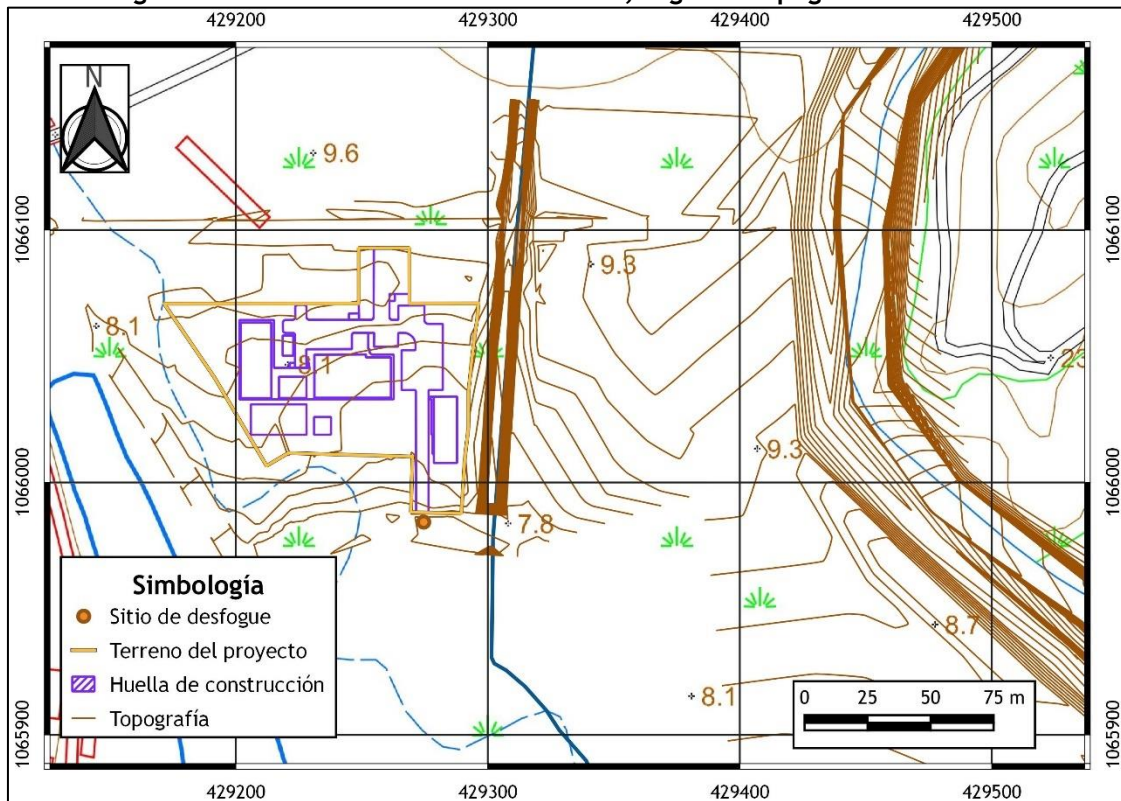 429200 429300 429400 429500
N
9.6
1066100 1066100
9.3
8.1
8.1
9.3
1066000 1066000
7.8
Simbología
Sitio de desfogue
Terreno del proyecto
Huella de construcción
Topografía
8.7
8.1
0 25 50 75 m
1065900 1065900
429200 429300 429400 429500